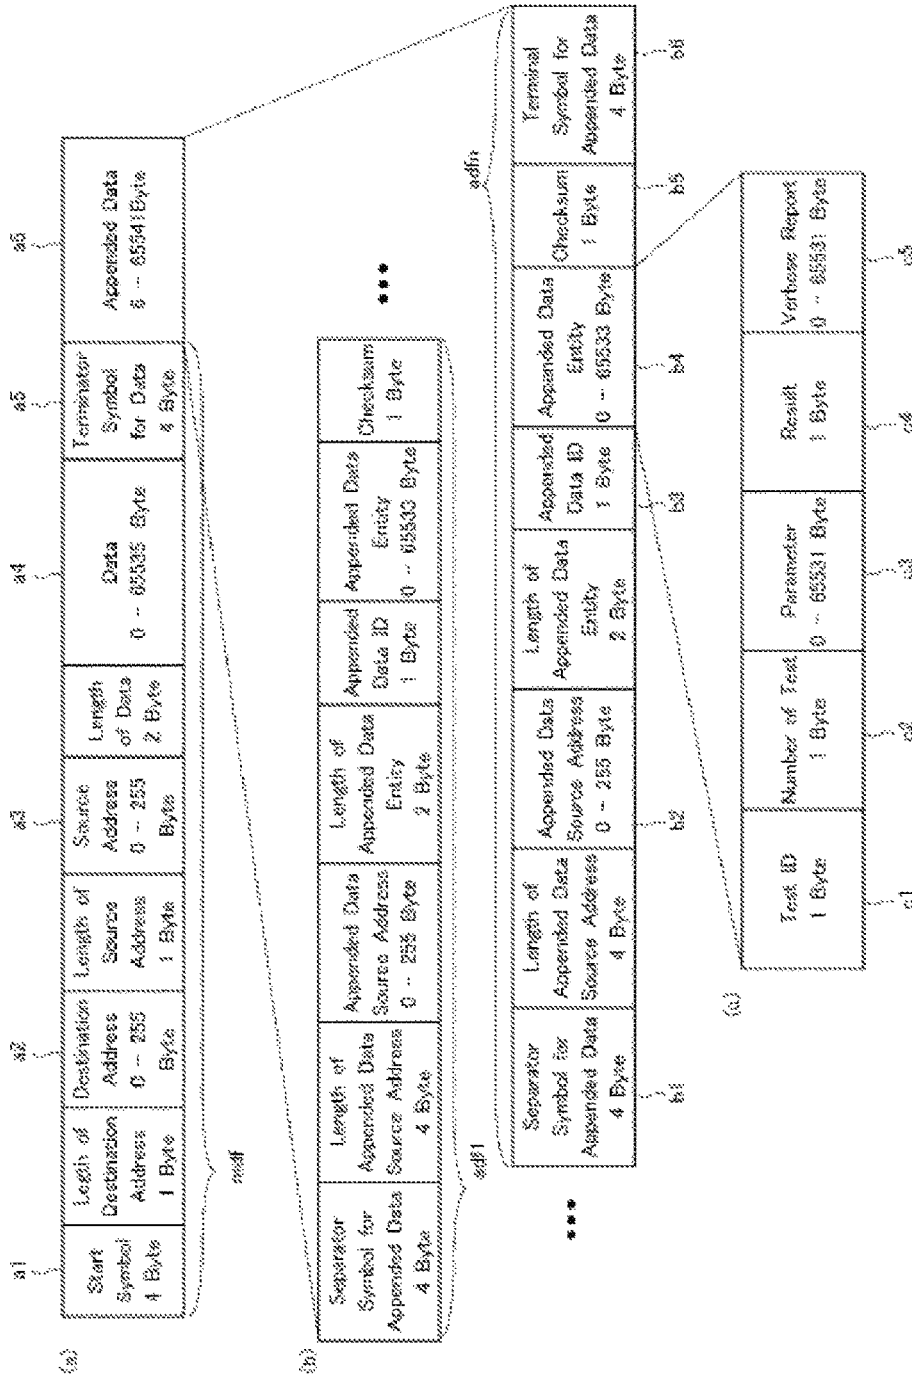 (a)
a1
a2
a3
a4
a5
a6
Start
Symbol
4 Byte
Legth of
Destination
Address
1 Byte
Destination
Address
0 - 255
Byte
Length of
Source
Address
1 Byte
Source
Address
0 - 255
Byte
Length
of Data
2 Byte
Data
0 - 65535 Byte
Terminator
Symbol
for Data
4 Byte
Appended Data
6 - 65541Byte
mdf
(b)
Separator
Symbol for
Appended Data
4 Byte
Length of
Appended Data
Source Address
4 Byte
Appended Data
Source Address
0 - 255 Byte
Length of
Appended Data
Entity
2 Byte
Appended
Data ID
1 Byte
Appended Data
Entity
0 - 65533 Byte
Checksum
1 Byte
•••
adf1
adfn
•••
Separator
Symbol for
Appended Data
4 Byte
Length of
Appended Data
Source Address
4 Byte
Appended Data
Source Address
0 - 255 Byte
Length of
Appended Data
Entity
2 Byte
Appended
Data ID
1 Byte
Appended Data
Entity
0 - 65533 Byte
Checksum
1 Byte
Terminal
Symbol for
Appended Data
4 Byte
b1
b2
b3
b4
b5
b6
(c)
Test ID
1 Byte
Number of Test
1 Byte
Parameter
0 - 65531 Byte
Result
1 Byte
Verbose Report
0 - 65531 Byte
c1
c2
c3
c4
c5